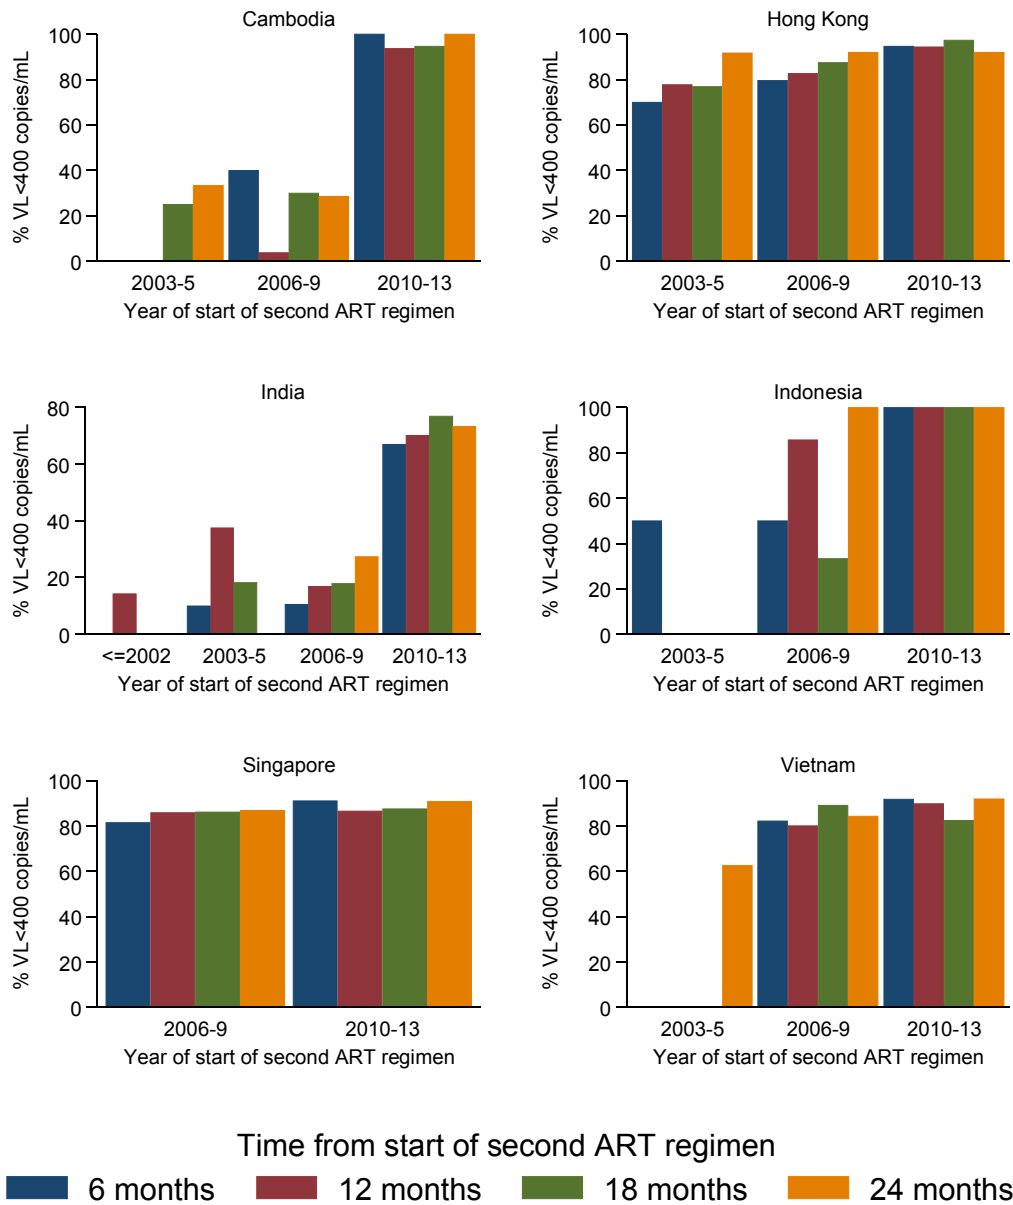 Cambodia
% VL<400 copies/mL
100
80
60
40
20
0
2003-5 2006-9 2010-13
Year of start of second ART regimen
Hong Kong
% VL<400 copies/mL
100
80
60
40
20
0
2003-5 2006-9 2010-13
Year of start of second ART regimen
India
% VL<400 copies/mL
80
60
40
20
0
<=2002 2003-5 2006-9 2010-13
Year of start of second ART regimen
Indonesia
% VL<400 copies/mL
100
80
60
40
20
0
2003-5 2006-9 2010-13
Year of start of second ART regimen
Singapore
% VL<400 copies/mL
100
80
60
40
20
0
2006-9 2010-13
Year of start of second ART regimen
Vietnam
% VL<400 copies/mL
100
80
60
40
20
0
2003-5 2006-9 2010-13
Year of start of second ART regimen
Time from start of second ART regimen
6 months 12 months 18 months 24 months